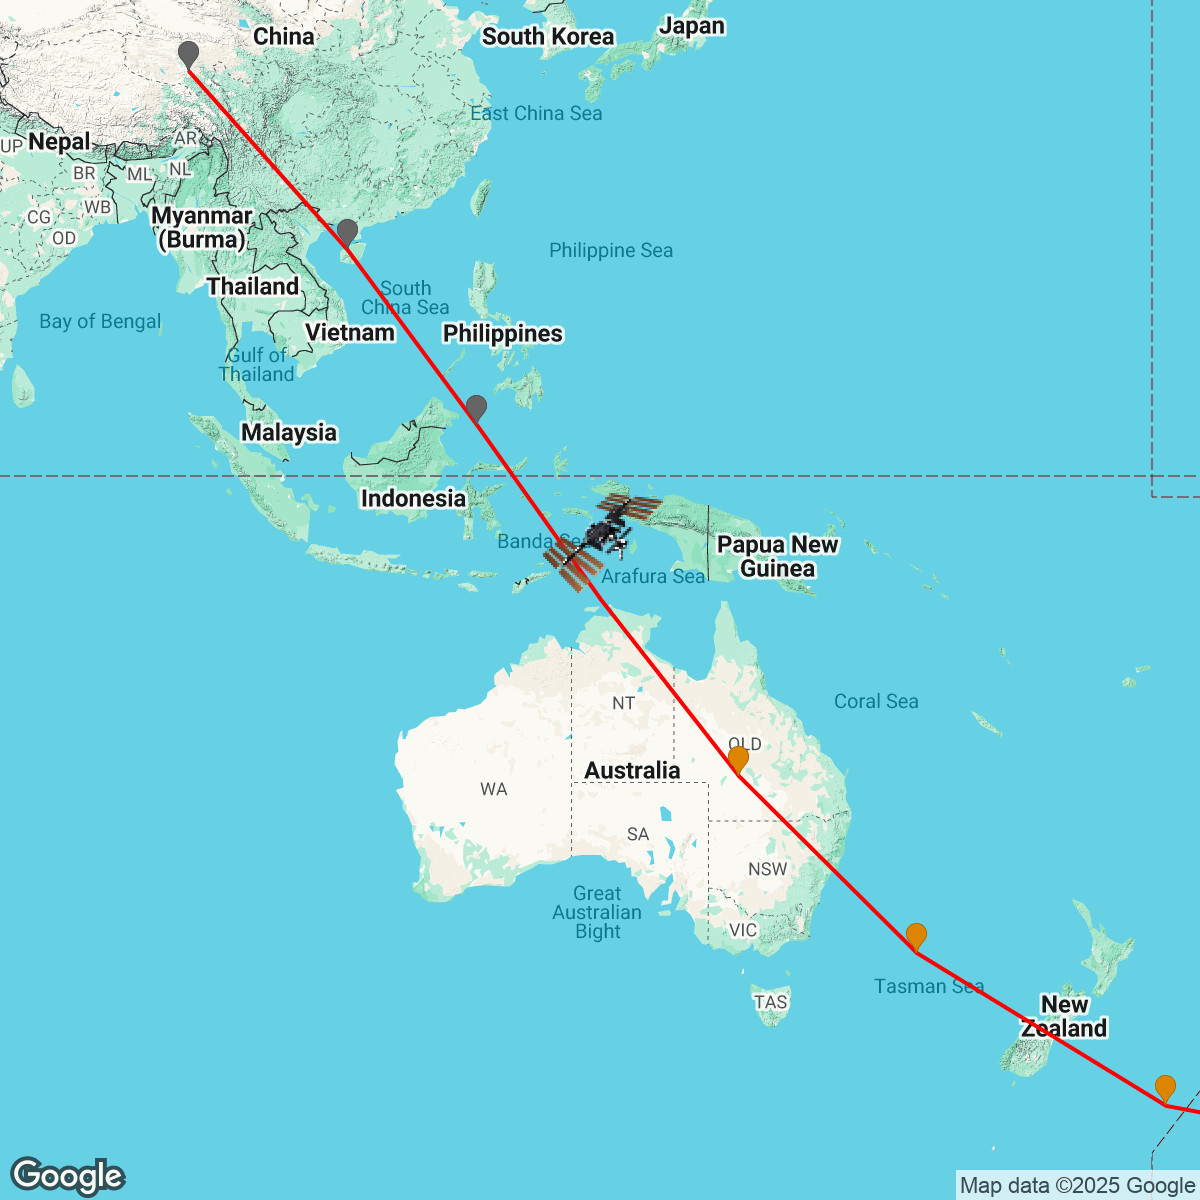 Japan
China
South Korea
East China Sea
Nepal
UP
AR
BR
ML
NL
WB
CG
OD
Myanmar
(Burma)
Philippine Sea
Thailand
South
China Sea
Bay of Bengal
Vietnam
Philippines
Gulf of
Thailand
Malaysia
Indonesia
Banda Sea
Papua New
Guinea
Arafura Sea
NT
Coral Sea
QLD
Australia
WA
SA
NSW
Great
Australian
Bight
VIC
Tasman Sea
TAS
New
Zealand
Google
Map data ©2025 Google